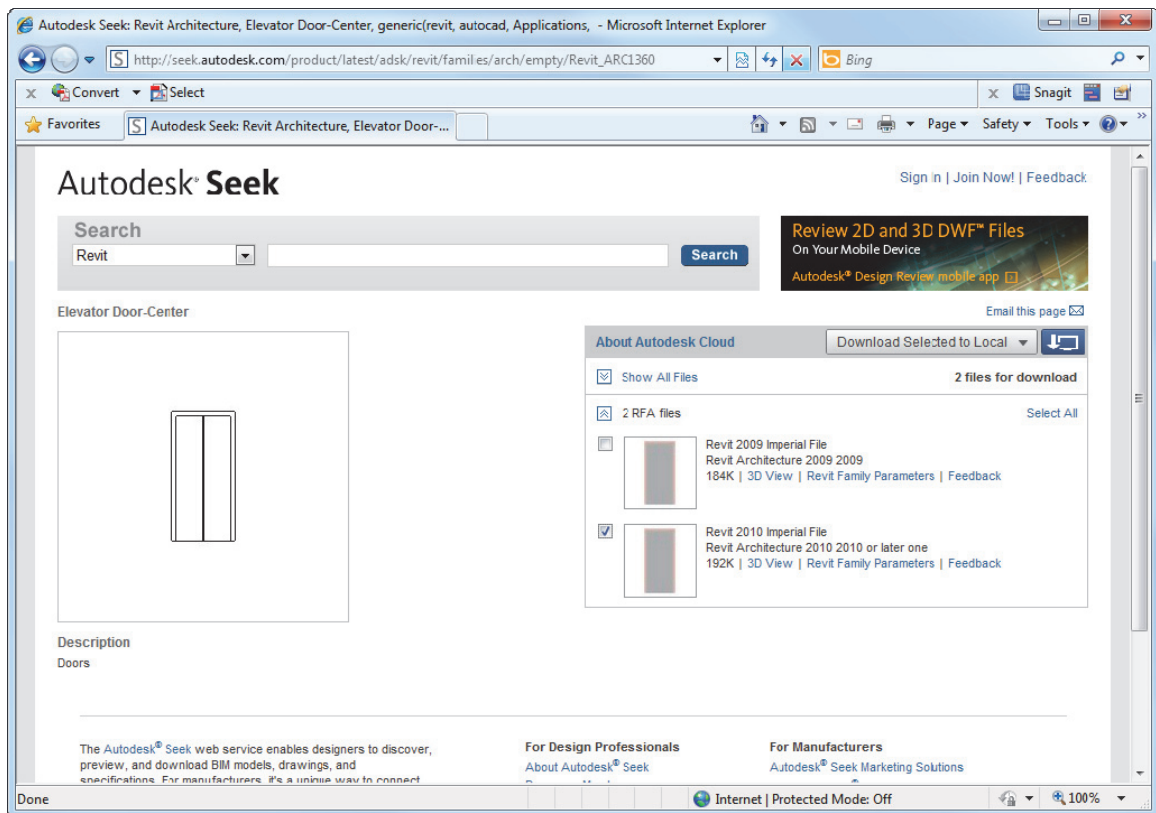 Autodesk Seek: Revit Architecture, Elevator Door-Center, generic(revit, autocad, Applications, - Microsoft Internet Explorer
http://seek.autodesk.com/product/latest/adsk/revit/families/arch/empty/Revit_ARC1360
Bing
x Convert Select x Snagit
Favorites Autodesk Seek: Revit Architecture, Elevator Door-... Page Safety Tools
Autodesk® Seek
Sign In | Join Now! | Feedback
Search
Revit Search
Review 2D and 3D DWF™ Files
On Your Mobile Device
Autodesk® Design Review mobile app
Elevator Door-Center
Email this page
About Autodesk Cloud Download Selected to Local
Show All Files 2 files for download
2 RFA files Select All
Revit 2009 Imperial File
Revit Architecture 2009 2009
184K | 3D View | Revit Family Parameters | Feedback
Revit 2010 Imperial File
Revit Architecture 2010 2010 or later one
192K | 3D View | Revit Family Parameters | Feedback
Description
Doors
The Autodesk® Seek web service enables designers to discover,
preview, and download BIM models, drawings, and
specifications. For manufacturers, it's a unique way to connect
For Design Professionals
About Autodesk® Seek
For Manufacturers
Autodesk® Seek Marketing Solutions
Done Internet | Protected Mode: Off 100%